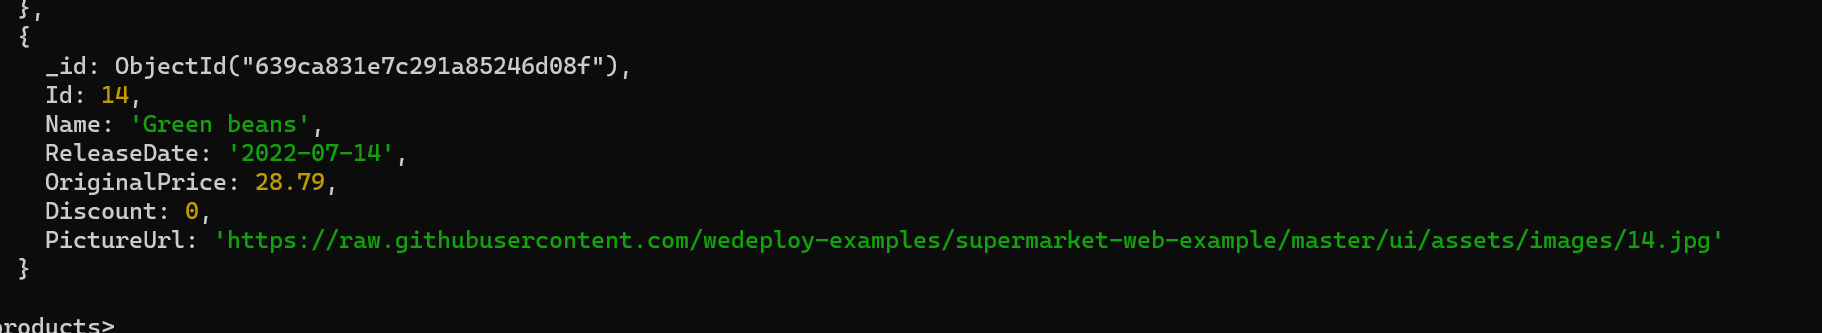 },
{
_id: ObjectId("639ca831e7c291a85246d08f"),
Id: 14,
Name: 'Green beans',
ReleaseDate: '2022-07-14',
OriginalPrice: 28.79,
Discount: 0,
PictureUrl: 'https://raw.githubusercontent.com/wedeploy-examples/supermarket-web-example/master/ui/assets/images/14.jpg'
}
products>